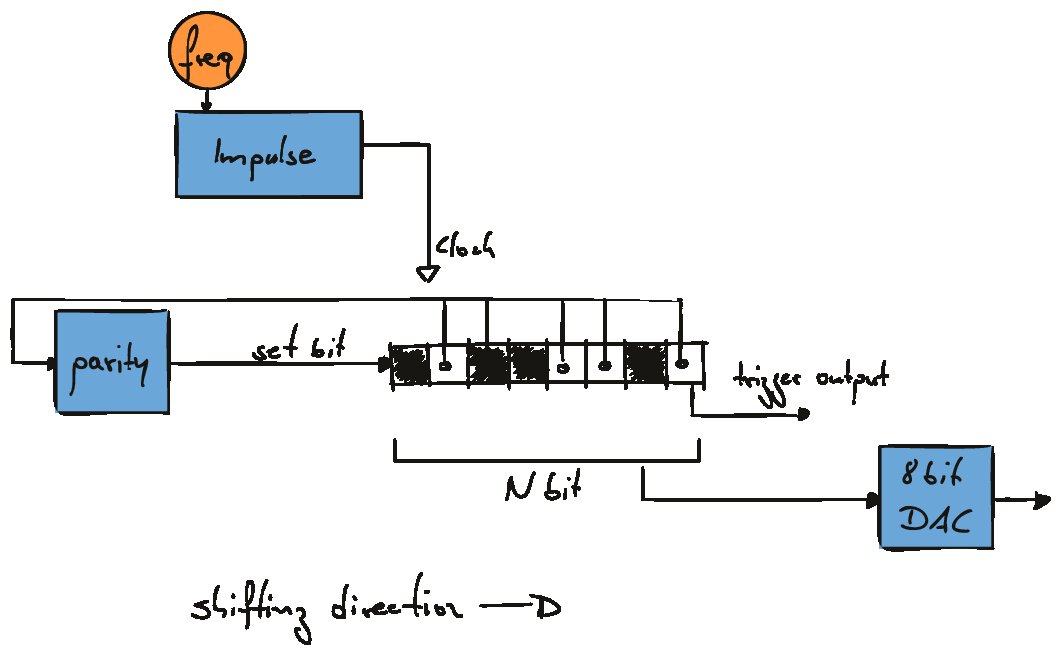 freq
Impulse
Clock
parity
set bit
trigger output
N bit
8 bit
DAC
shifting direction